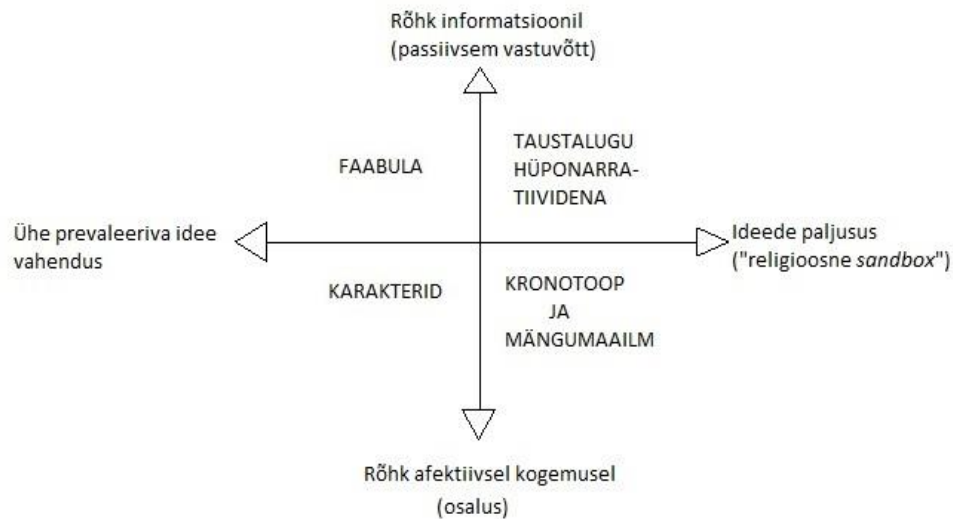 Rõhk informatsioonil
(passiivsem vastuvõtt)
FAABULA
TAUSTALUGU
HÜPONARRA-
TIIVIDENA
Ühe prevaleeriva idee
vahendus
Ideede paljusus
("religioosne sandbox")
KARAKTERID
KRONOTOOP
JA
MÄNGUMAAILM
Rõhk afektiivsel kogemusel
(osalus)